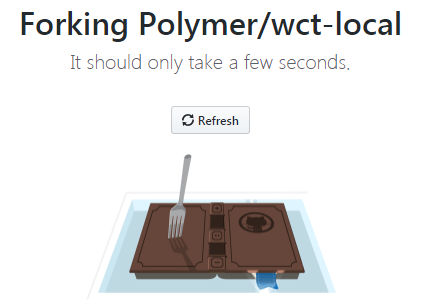 Forking Polymer/wct-local
It should only take a few seconds.
Refresh